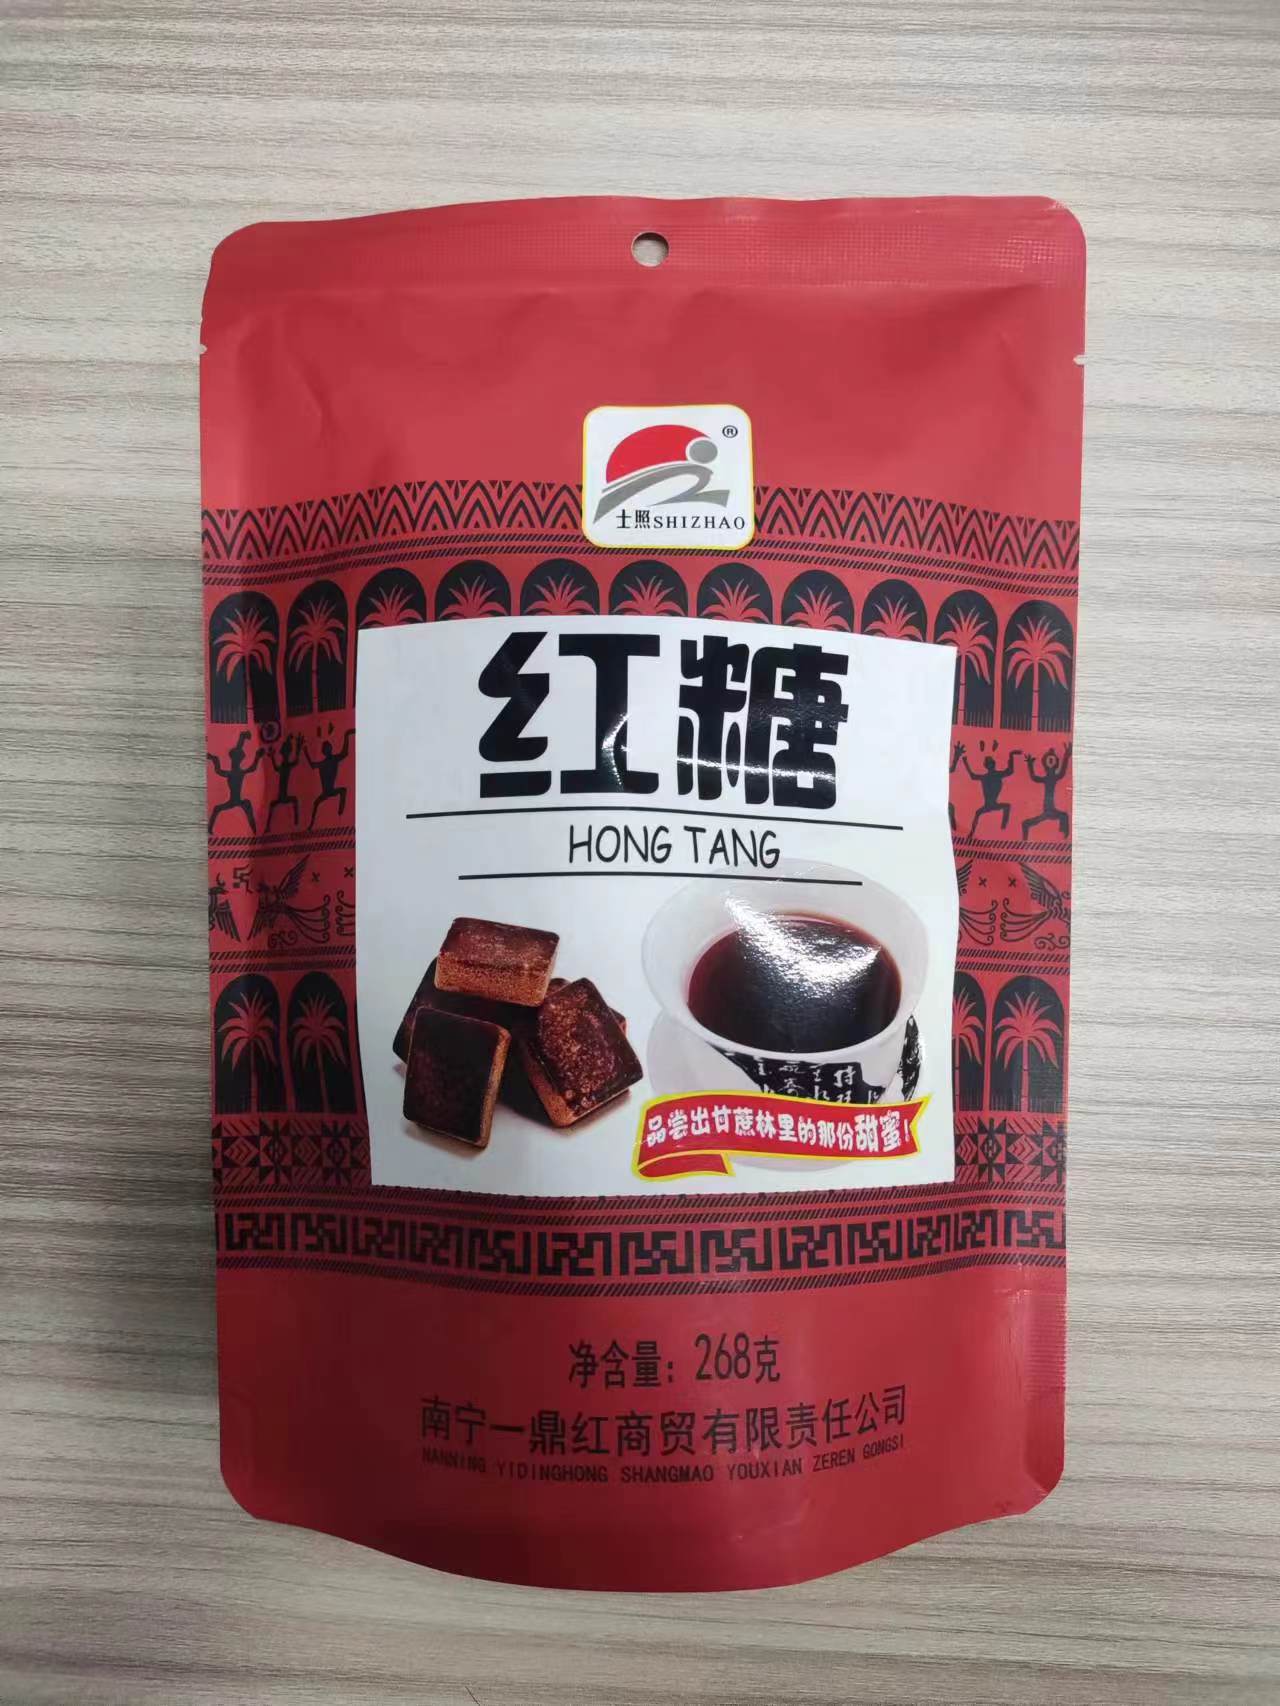 ®
士照SHIZHAO
红糖
HONG TANG
品尝出甘蔗林里的那份甜蜜!
净含量:268克
南宁一鼎红商贸有限责任公司
NANNING YIDINGHONG SHANGMAO YOUXIAN ZEREN GONGSI